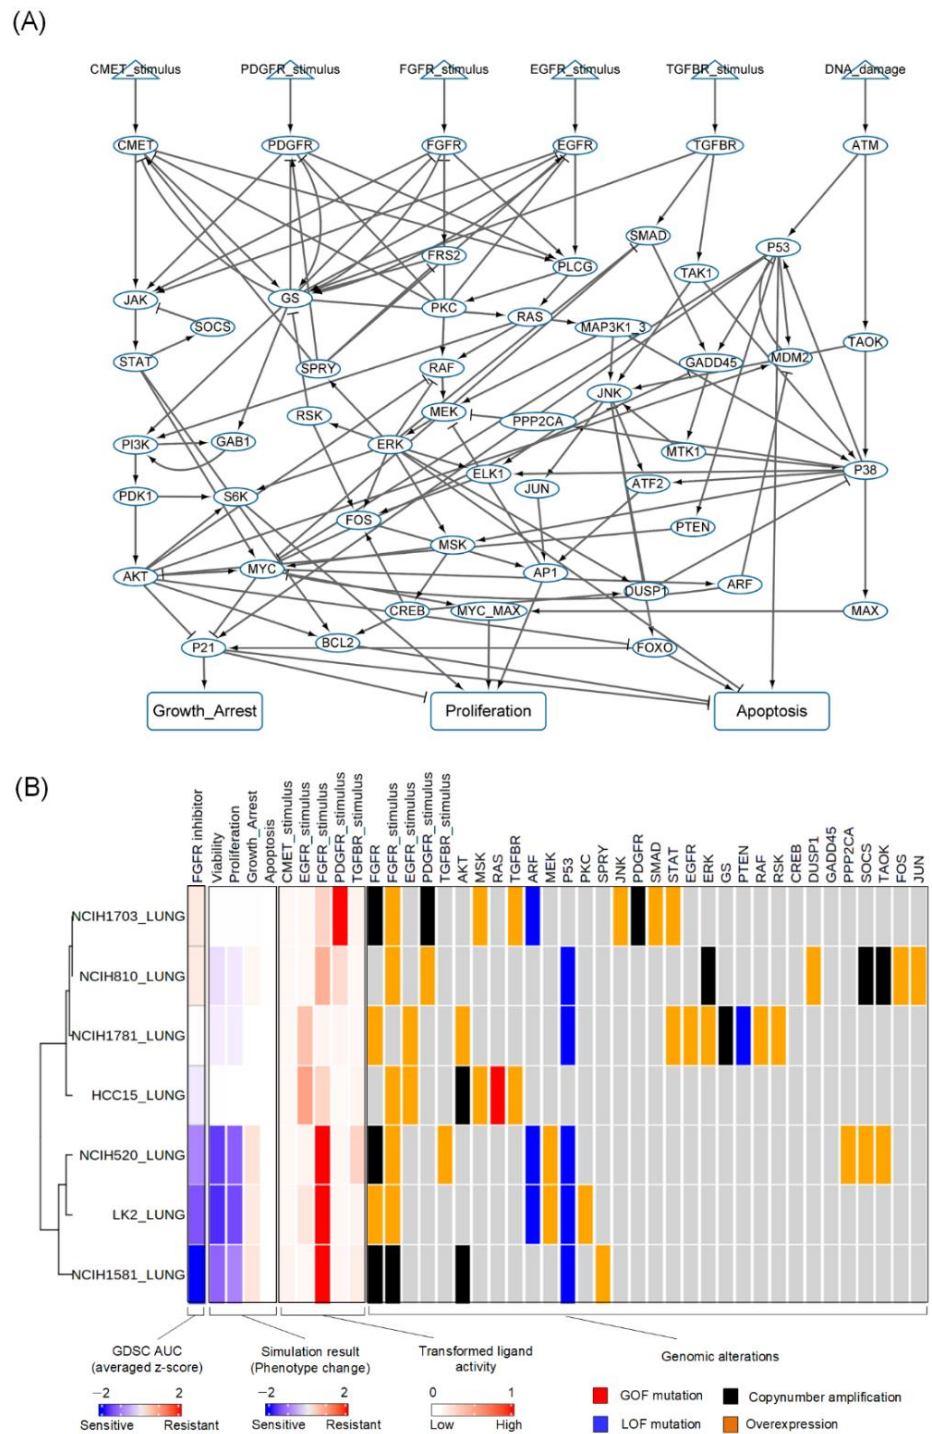 (A)
CMET_stimulus PDGFR_stimulus FGFR_stimulus EGFR_stimulus TGFBR_stimulus DNA_damage
CMET PDGFR FGFR EGFR TGFBR ATM
SMAD P53
FRS2 PLCG TAK1
JAK GS PKC RAS MAP3K1_3
SOCS TAOK
STAT SPRY RAF GADD45 MDM2
JNK
RSK MEK PPP2CA
PI3K GAB1 ERK MTK1
ELK1 JUN ATF2 P38
PDK1 S6K
FOS PTEN
MSK
AKT MYC AP1 DUSP1 ARF
CREB MYC_MAX MAX
P21 BCL2 FOXO
Growth_Arrest Proliferation Apoptosis
(B)
FGFR inhibitor
Viability
Proliferation
Growth_Arrest
Apoptosis
CMET_stimulus
EGFR_stimulus
FGFR_stimulus
PDGFR_stimulus
TGFBR_stimulus
FGFR
FGFR_stimulus
EGFR_stimulus
PDGFR_stimulus
TGFBR_stimulus
AKT
MSK
RAS
TGFBR
ARF
MEK
P53
PKC
SPRY
JNK
PDGFR
SMAD
STAT
EGFR
ERK
GS
PTEN
RAF
RSK
CREB
DUSP1
GADD45
PPP2CA
SOCS
TAOK
FOS
JUN
NCIH1703_LUNG
NCIH810_LUNG
NCIH1781_LUNG
HCC15_LUNG
NCIH520_LUNG
LK2_LUNG
NCIH1581_LUNG
GDSC AUC
(averaged z-score)
−2 2
Sensitive Resistant
Simulation result
(Phenotype change)
−2 2
Sensitive Resistant
Transformed ligand
activity
0 1
Low High
Genomic alterations
GOF mutation Copynumber amplification
LOF mutation Overexpression